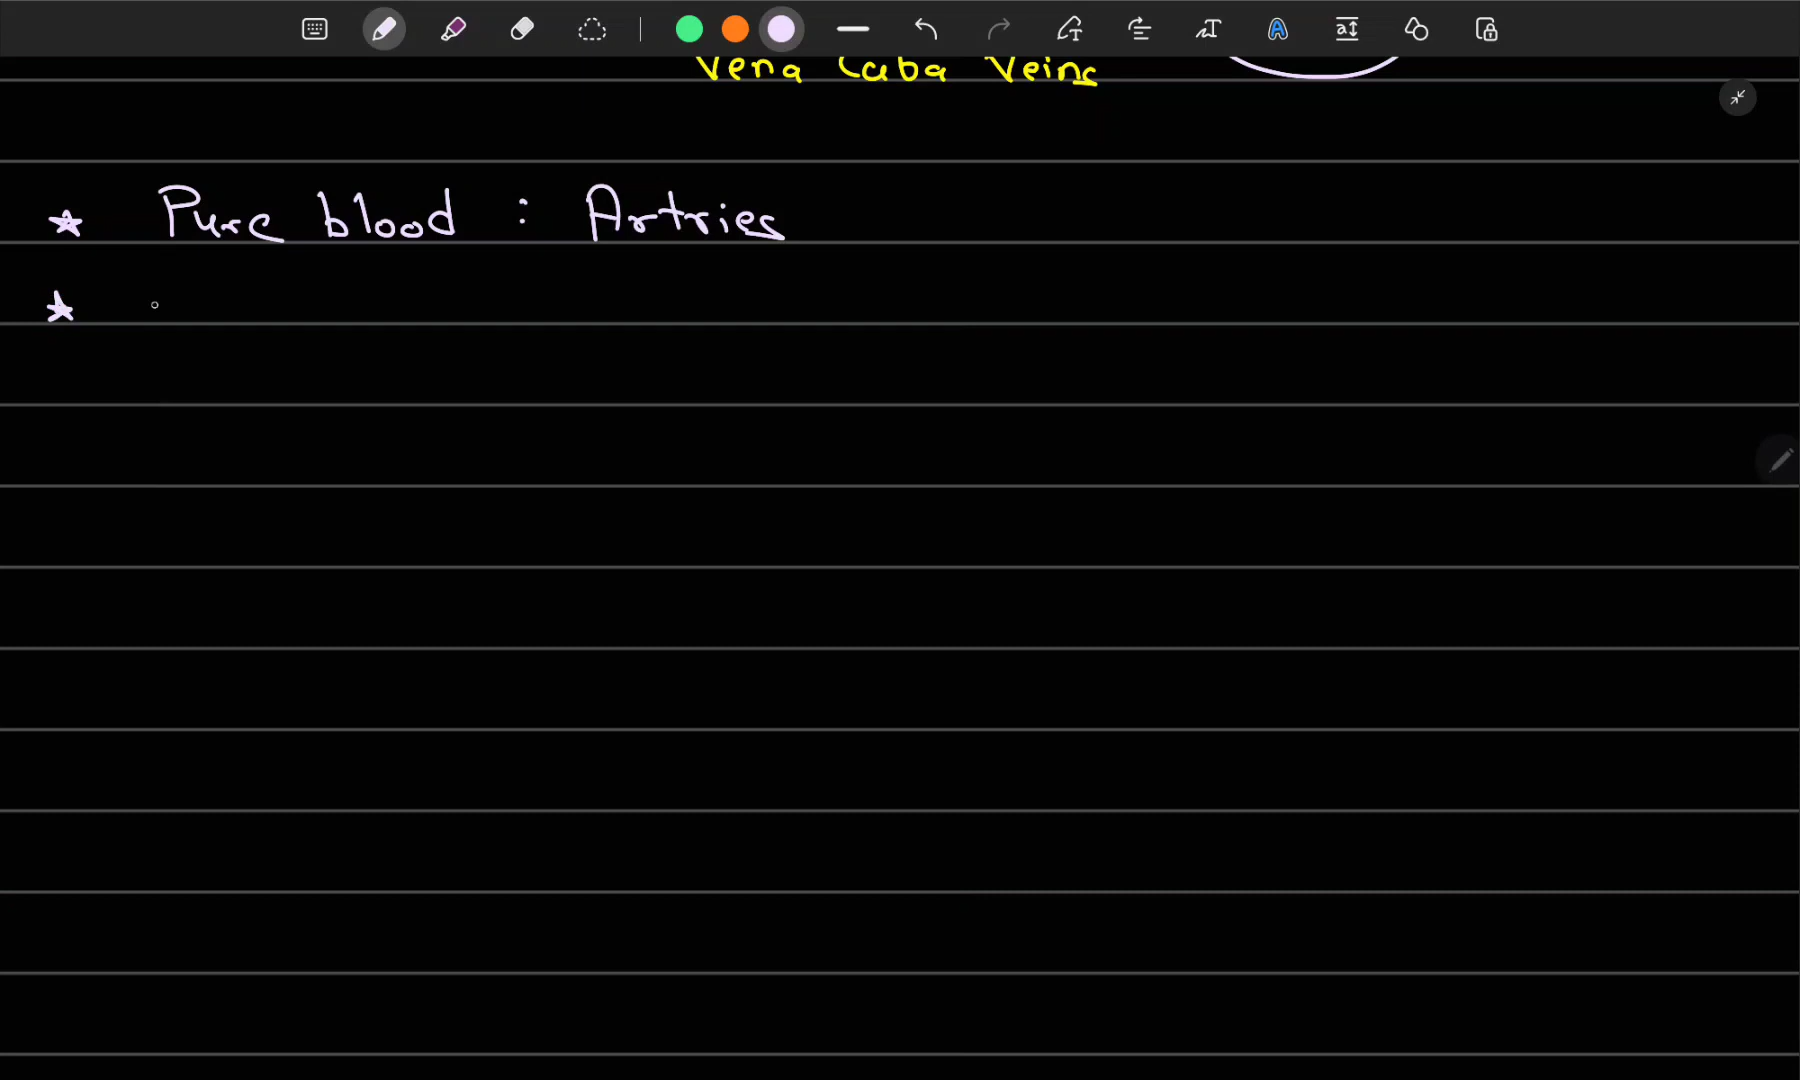 Vena Caba Veins
★ Pure blood : Artries
★